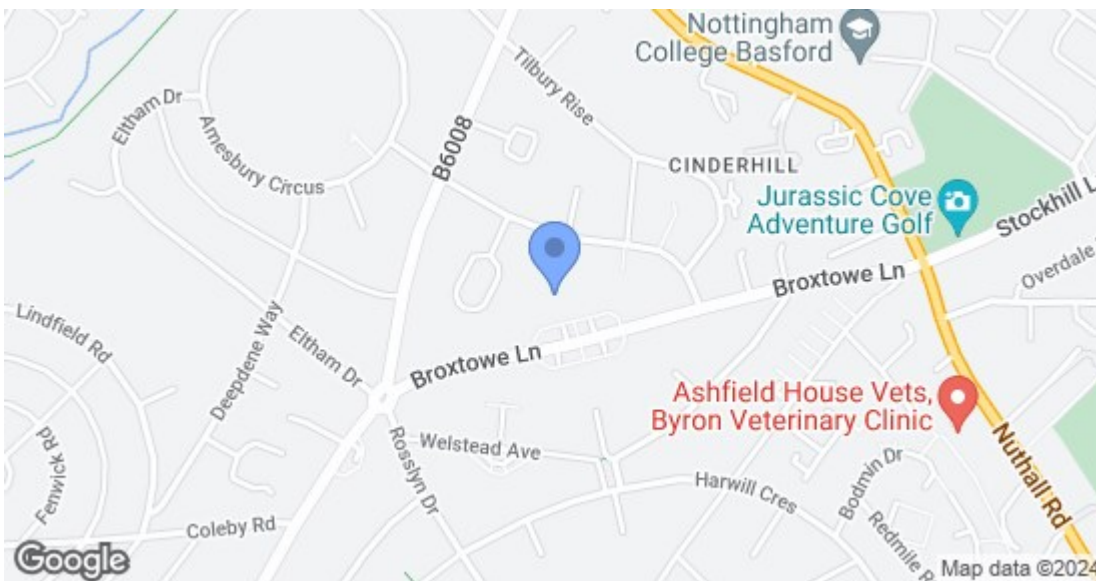 Nottingham
College Basford
Tilbury Rise
Eltham Dr
Amesbury Circus
B6008
CINDERHILL
Jurassic Cove
Adventure Golf
Stockhill L
Overdale
Broxtowe Ln
Lindfield Rd
Deepdene Way
Eltham Dr
Broxtowe Ln
Ashfield House Vets,
Byron Veterinary Clinic
Nuthall Rd
Fenwick Rd
Rosslyn Dr
Welstead Ave
Bodmin Dr
Harwill Cres
Redmile R
Coleby Rd
Google
Map data ©2024